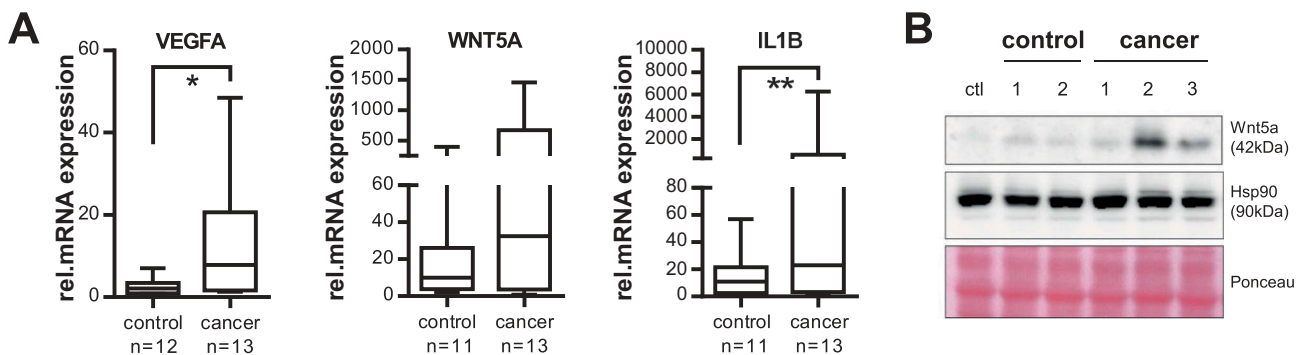 A
VEGFA
rel.mRNA expression
60
40
20
0
*
control
n=12
cancer
n=13
WNT5A
rel.mRNA expression
2000
1500
1000
500
60
40
20
0
control
n=11
cancer
n=13
IL1B
rel.mRNA expression
10000
8000
6000
4000
2000
80
60
40
20
0
**
control
n=11
cancer
n=13
B
control cancer
ctl 1 2 1 2 3
Wnt5a
(42kDa)
Hsp90
(90kDa)
Ponceau